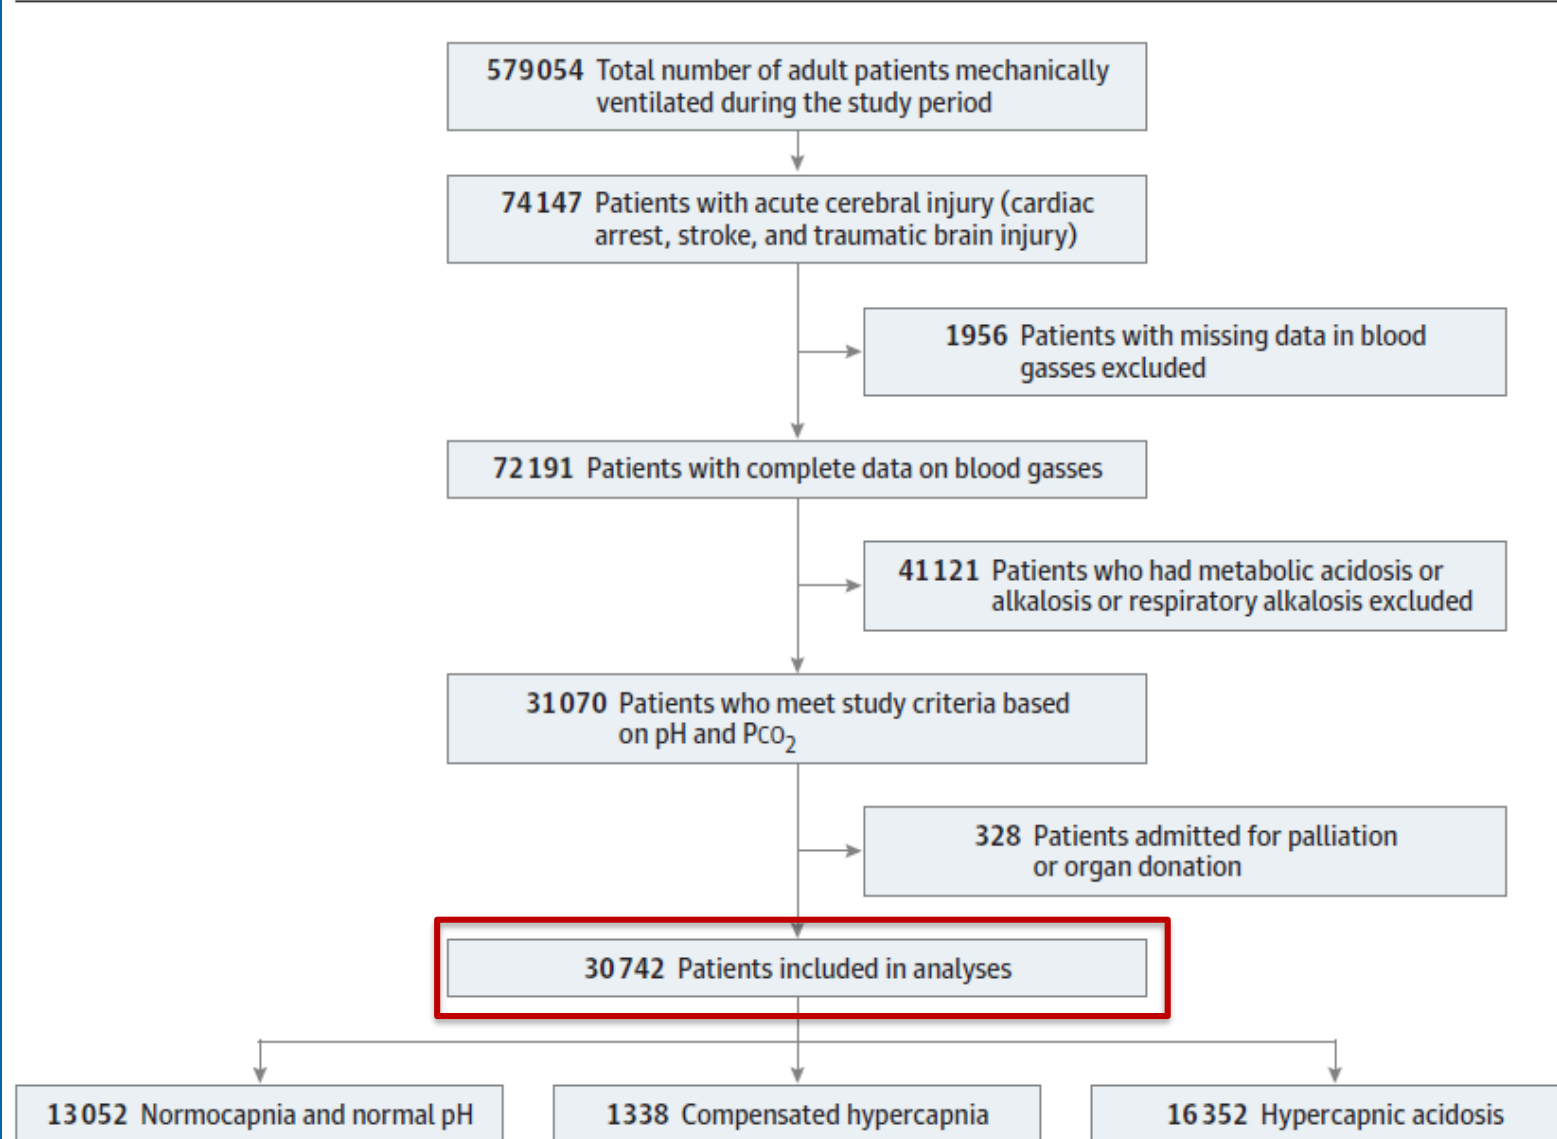 579054 Total number of adult patients mechanically
ventilated during the study period
74147 Patients with acute cerebral injury (cardiac
arrest, stroke, and traumatic brain injury)
1956 Patients with missing data in blood
gasses excluded
72191 Patients with complete data on blood gasses
41121 Patients who had metabolic acidosis or
alkalosis or respiratory alkalosis excluded
31070 Patients who meet study criteria based
on pH and PCO2
328 Patients admitted for palliation
or organ donation
30742 Patients included in analyses
13052 Normocapnia and normal pH
1338 Compensated hypercapnia
16352 Hypercapnic acidosis